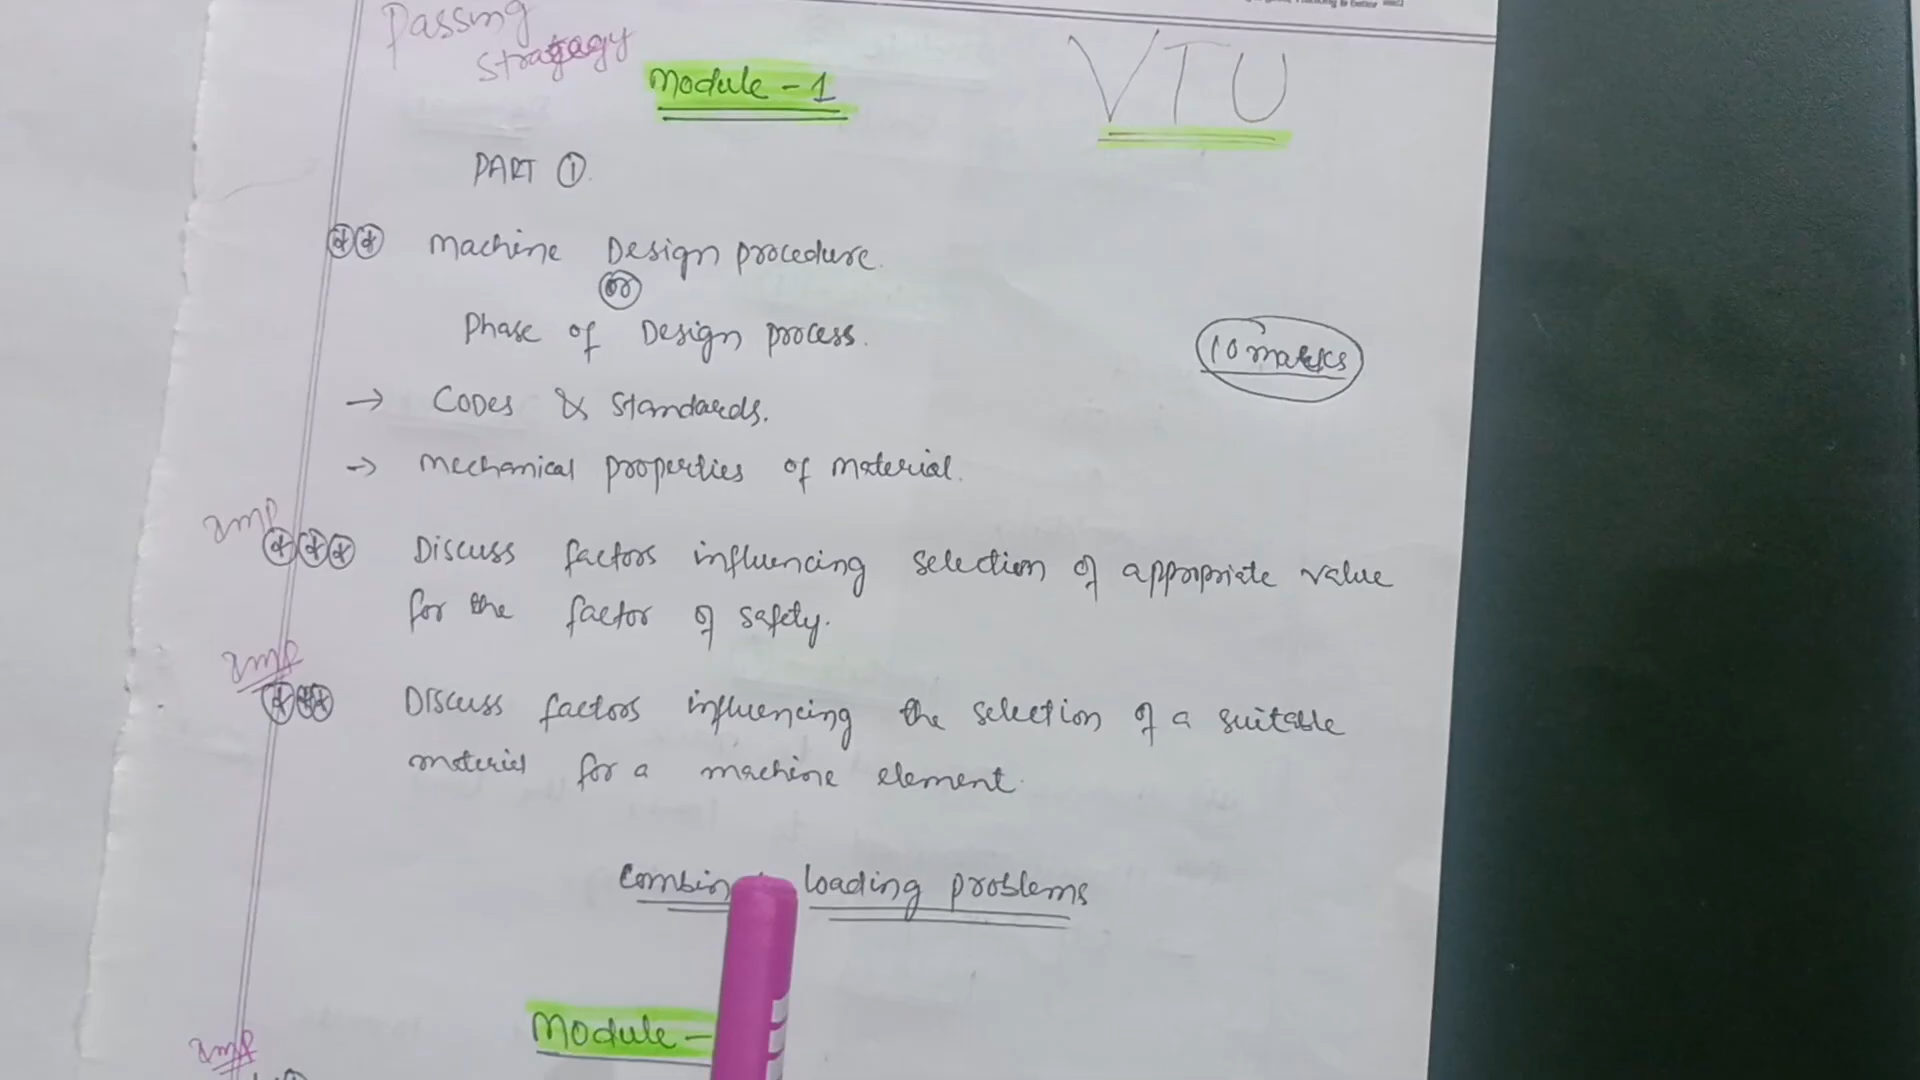 Passing
Stratagy
Module - 1
VTU
PART ①.
Machine Design procedure.
or
Phase of Design process.
10 marks
→ Codes & Standards.
→ Mechanical properties of material.
Imp
Discuss factors influencing selection of appropriate value
for the factor of safety.
Imp
Discuss factors influencing the selection of a suitable
material for a machine element.
loading problems
Module -
Imp